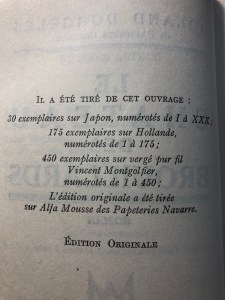 IL A ÉTÉ TIRÉ DE CET OUVRAGE :
30 exemplaires sur Japon, numérotés de I à XXX;
175 exemplaires sur Hollande,
numérotés de 1 à 175;
450 exemplaires sur vergé pur fil
Vincent Montgolfier,
numérotés de 1 à 450;
L'édition originale a été tirée
sur Alfa Mousse des Papeteries Navarre.
ÉDITION ORIGINALE